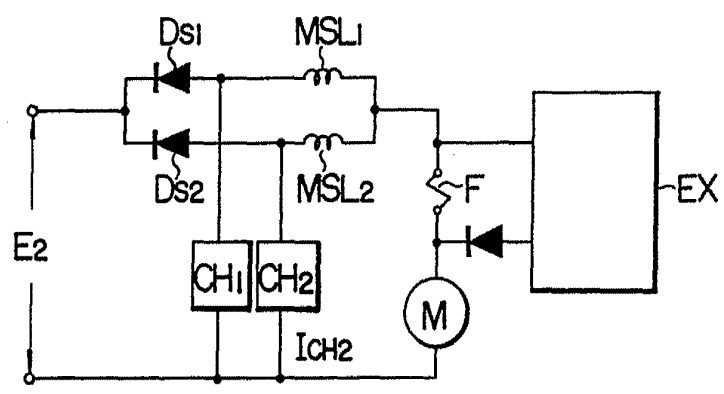 DS1 MSL1
DS2 MSL2
F
EX
E2
CH1 CH2
M
ICH2